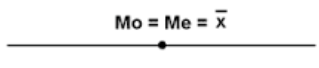 Mo = Me = x̅